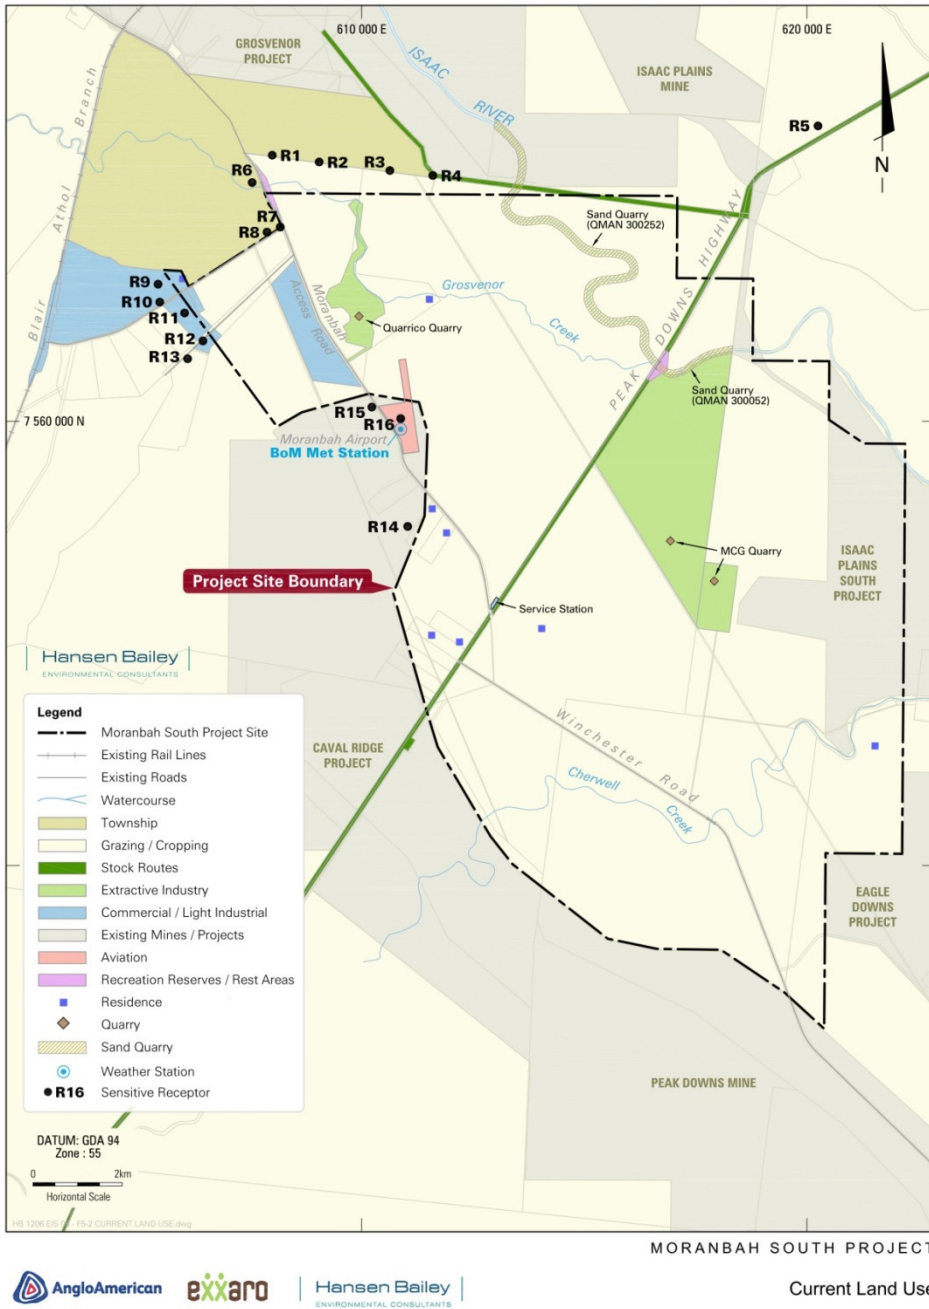 610 000 E
620 000 E
GROSVENOR
PROJECT
ISAAC
RIVER
ISAAC PLAINS
MINE
Blair Athol Branch
R1
R2
R3
R4
R5
R6
R7
R8
N
Sand Quarry
(QMAN 300252)
PEAK DOWNS HIGHWAY
R9
R10
R11
R12
R13
Moranbah
Access Road
Grosvenor
Creek
Quarrico Quarry
Sand Quarry
(QMAN 300052)
7 560 000 N
R15
R16
Moranbah Airport
BoM Met Station
R14
MCG Quarry
ISAAC
PLAINS
SOUTH
PROJECT
Project Site Boundary
Service Station
Hansen Bailey
ENVIRONMENTAL CONSULTANTS
Winchester Road
CAVAL RIDGE
PROJECT
Cherwell
Creek
EAGLE
DOWNS
PROJECT
PEAK DOWNS MINE
Legend
Moranbah South Project Site
Existing Rail Lines
Existing Roads
Watercourse
Township
Grazing / Cropping
Stock Routes
Extractive Industry
Commercial / Light Industrial
Existing Mines / Projects
Aviation
Recreation Reserves / Rest Areas
Residence
Quarry
Sand Quarry
Weather Station
R16 Sensitive Receptor
DATUM: GDA 94
Zone : 55
0 2km
Horizontal Scale
CURRENT LAND USE.dwg
MORANBAH SOUTH PROJECT
AngloAmerican
exxaro
Hansen Bailey
ENVIRONMENTAL CONSULTANTS
Current Land Use